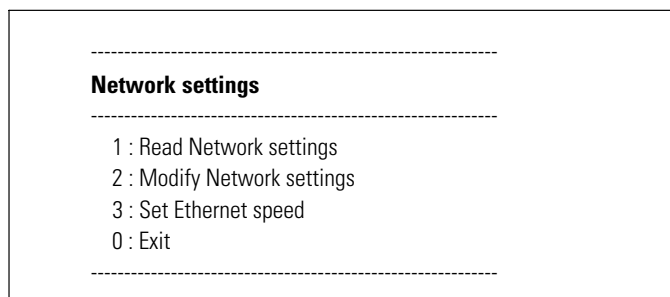 --------------------------------------------------------------
Network settings
--------------------------------------------------------------
1 : Read Network settings
2 : Modify Network settings
3 : Set Ethernet speed
0 : Exit
--------------------------------------------------------------